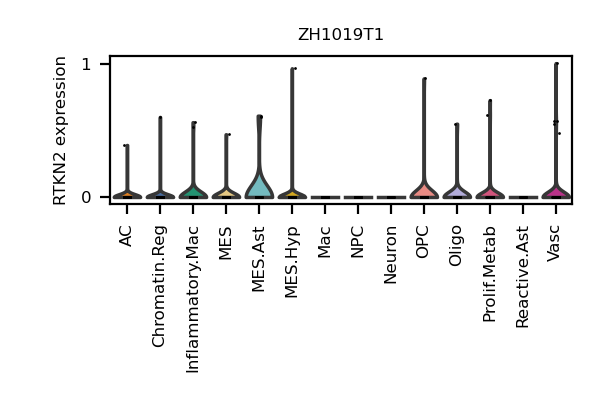 ZH1019T1
RTKN2 expression
1
0
AC
Chromatin.Reg
Inflammatory.Mac
MES
MES.Ast
MES.Hyp
Mac
NPC
Neuron
OPC
Oligo
Prolif.Metab
Reactive.Ast
Vasc